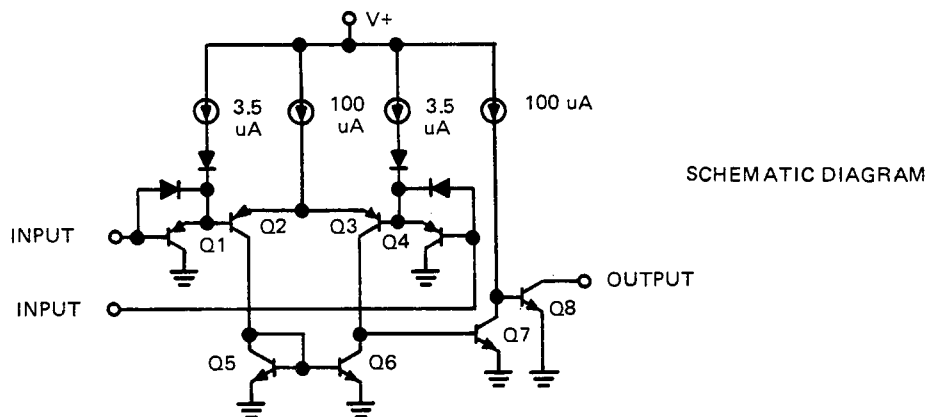 V+
3.5
uA
100
uA
3.5
uA
100 uA
SCHEMATIC DIAGRAM
INPUT
Q1
Q2
Q3
Q4
INPUT
OUTPUT
Q8
Q7
Q5
Q6